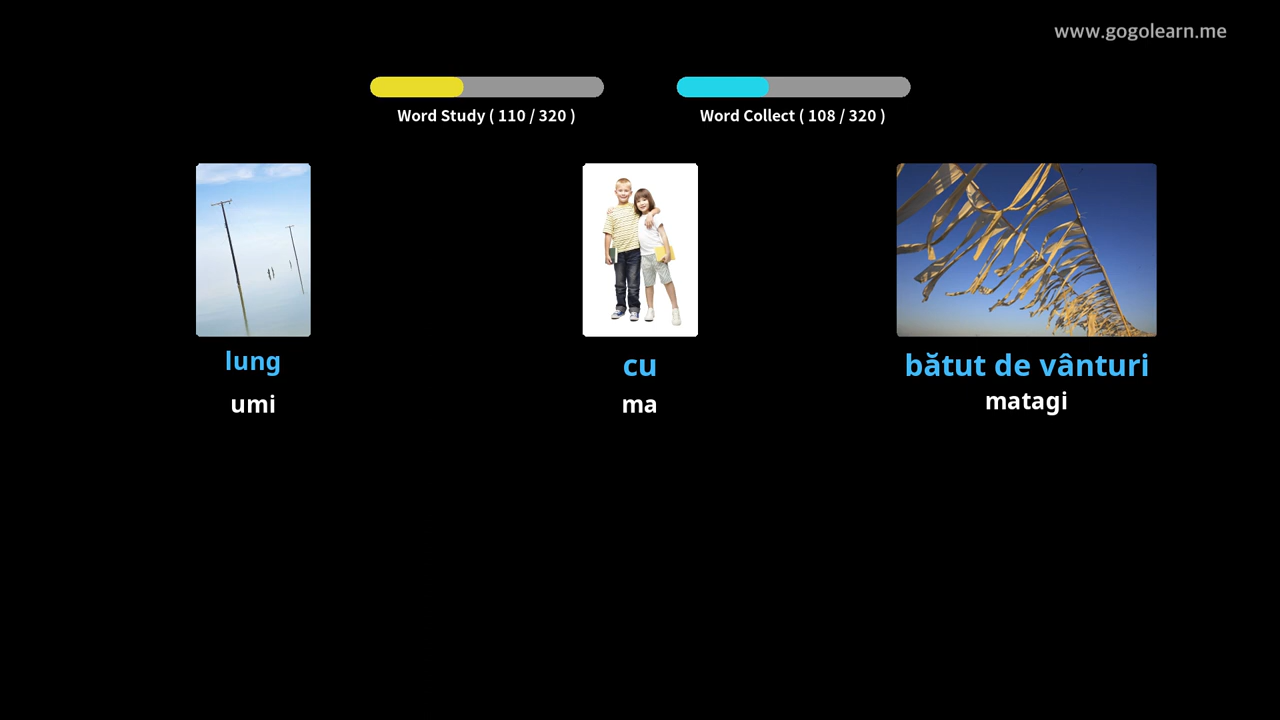 www.gogolearn.me
Word Study ( 110 / 320 )
Word Collect ( 108 / 320 )
lung
cu
bătut de vânturi
umi
ma
matagi